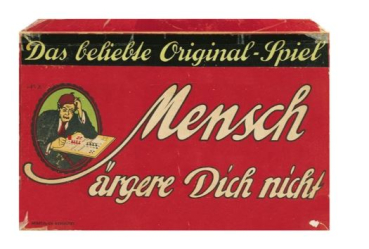 Das beliebte Original-Spiel
Mensch
ärgere Dich nicht